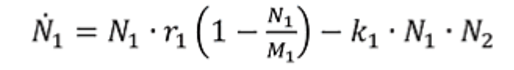 Ṅ₁ = N₁ · r₁ (1 − N₁/M₁) − k₁ · N₁ · N₂